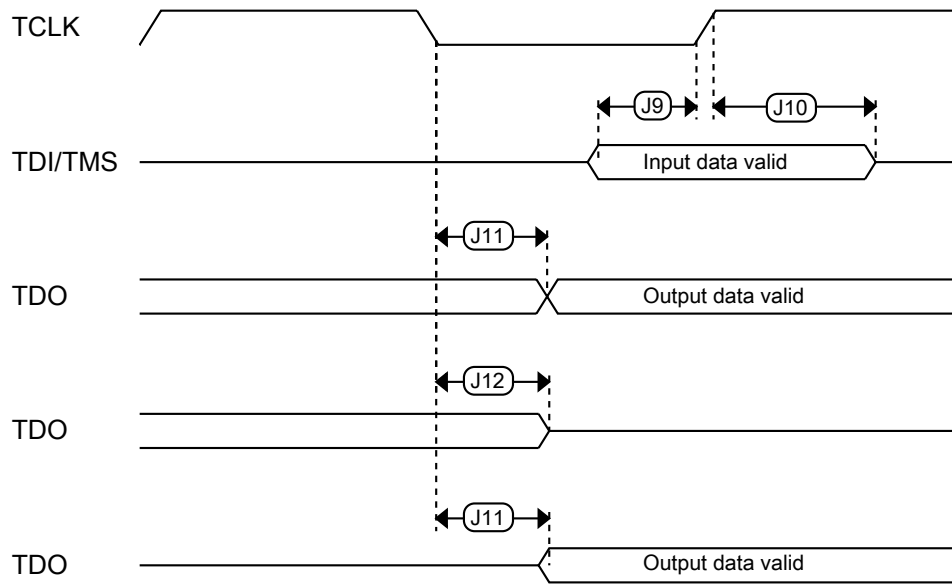 TCLK
J9
J10
TDI/TMS
Input data valid
J11
TDO
Output data valid
J12
TDO
J11
TDO
Output data valid